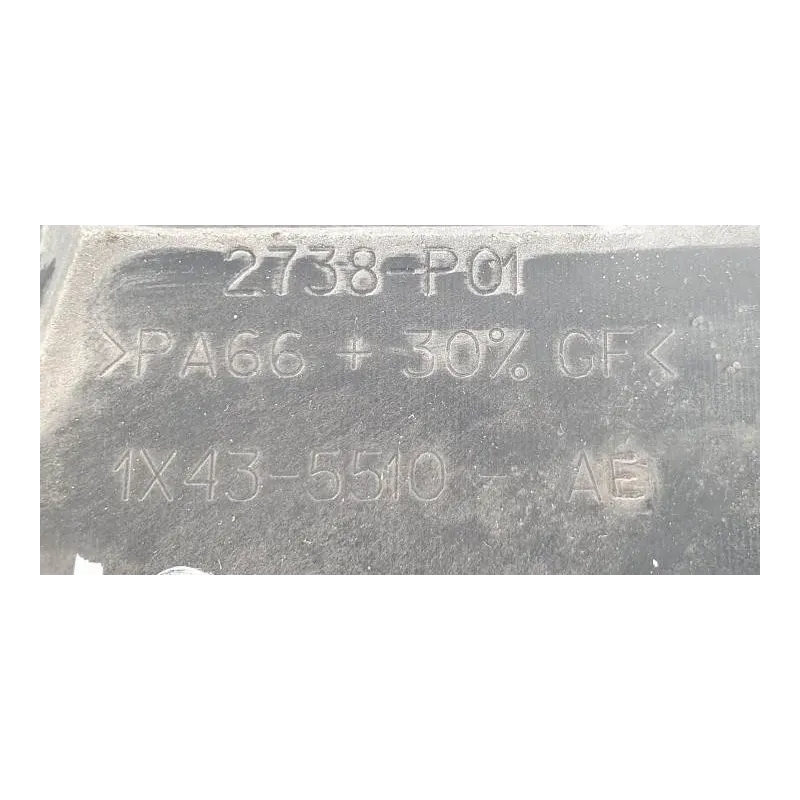 2738-P01
>PA66 + 30% GF<
1X43-5510 - AE